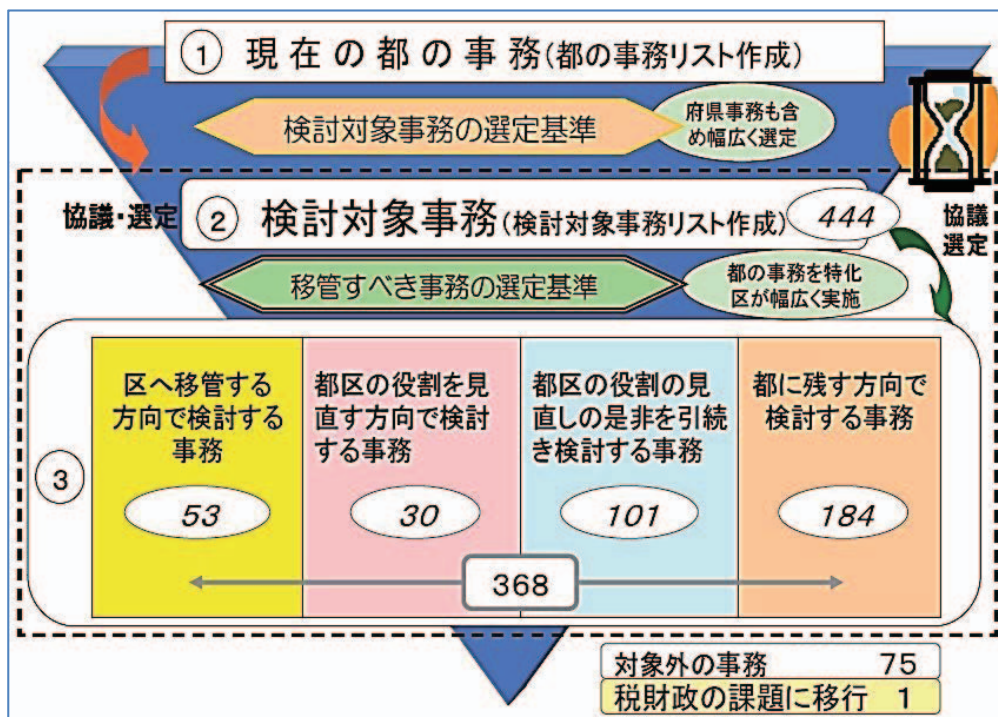 ① 現在の都の事務(都の事務リスト作成)
検討対象事務の選定基準
府県事務も含
め幅広く選定
協議・選定
② 検討対象事務(検討対象事務リスト作成)
444
協議
選定
移管すべき事務の選定基準
都の事務を特化
区が幅広く実施
③
区へ移管する
方向で検討する
事務
53
都区の役割を見
直す方向で検討
する事務
30
都区の役割の見
直しの是非を引続
き検討する事務
101
都に残す方向で
検討する事務
184
368
対象外の事務 75
税財政の課題に移行 1